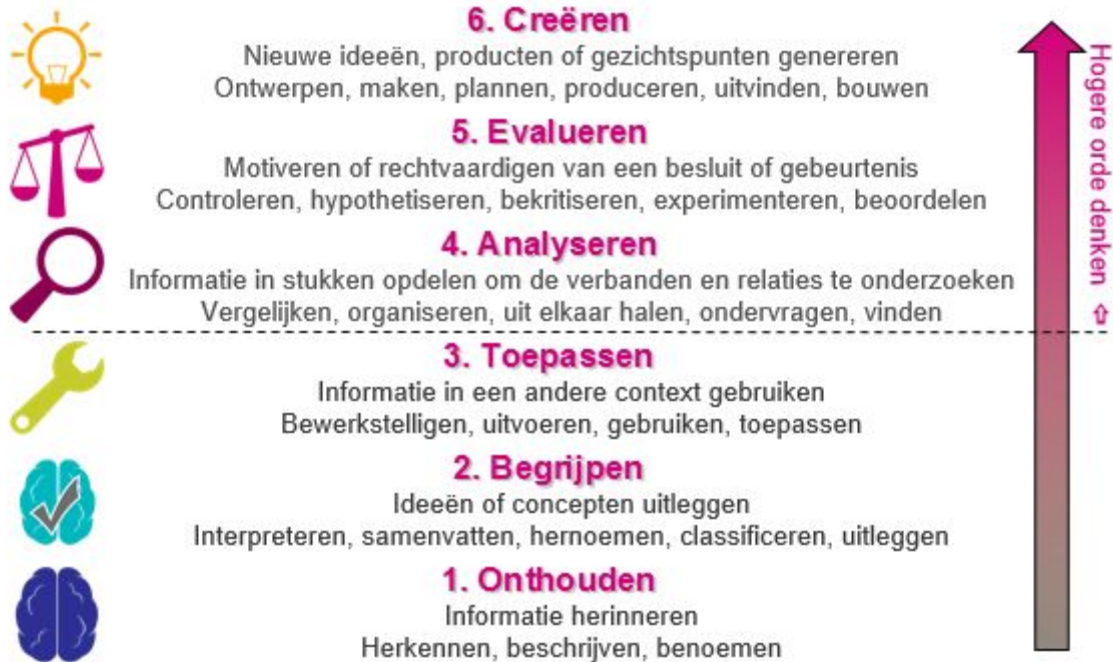 6. Creëren
Nieuwe ideeën, producten of gezichtspunten genereren
Ontwerpen, maken, plannen, produceren, uitvinden, bouwen
5. Evalueren
Motiveren of rechtvaardigen van een besluit of gebeurtenis
Controleren, hypothetiseren, bekritiseren, experimenteren, beoordelen
4. Analyseren
Informatie in stukken opdelen om de verbanden en relaties te onderzoeken
Vergelijken, organiseren, uit elkaar halen, ondervragen, vinden
3. Toepassen
Informatie in een andere context gebruiken
Bewerkstelligen, uitvoeren, gebruiken, toepassen
2. Begrijpen
Ideeën of concepten uitleggen
Interpreteren, samenvatten, hernoemen, classificeren, uitleggen
1. Onthouden
Informatie herinneren
Herkennen, beschrijven, benoemen
Hogere orde denken